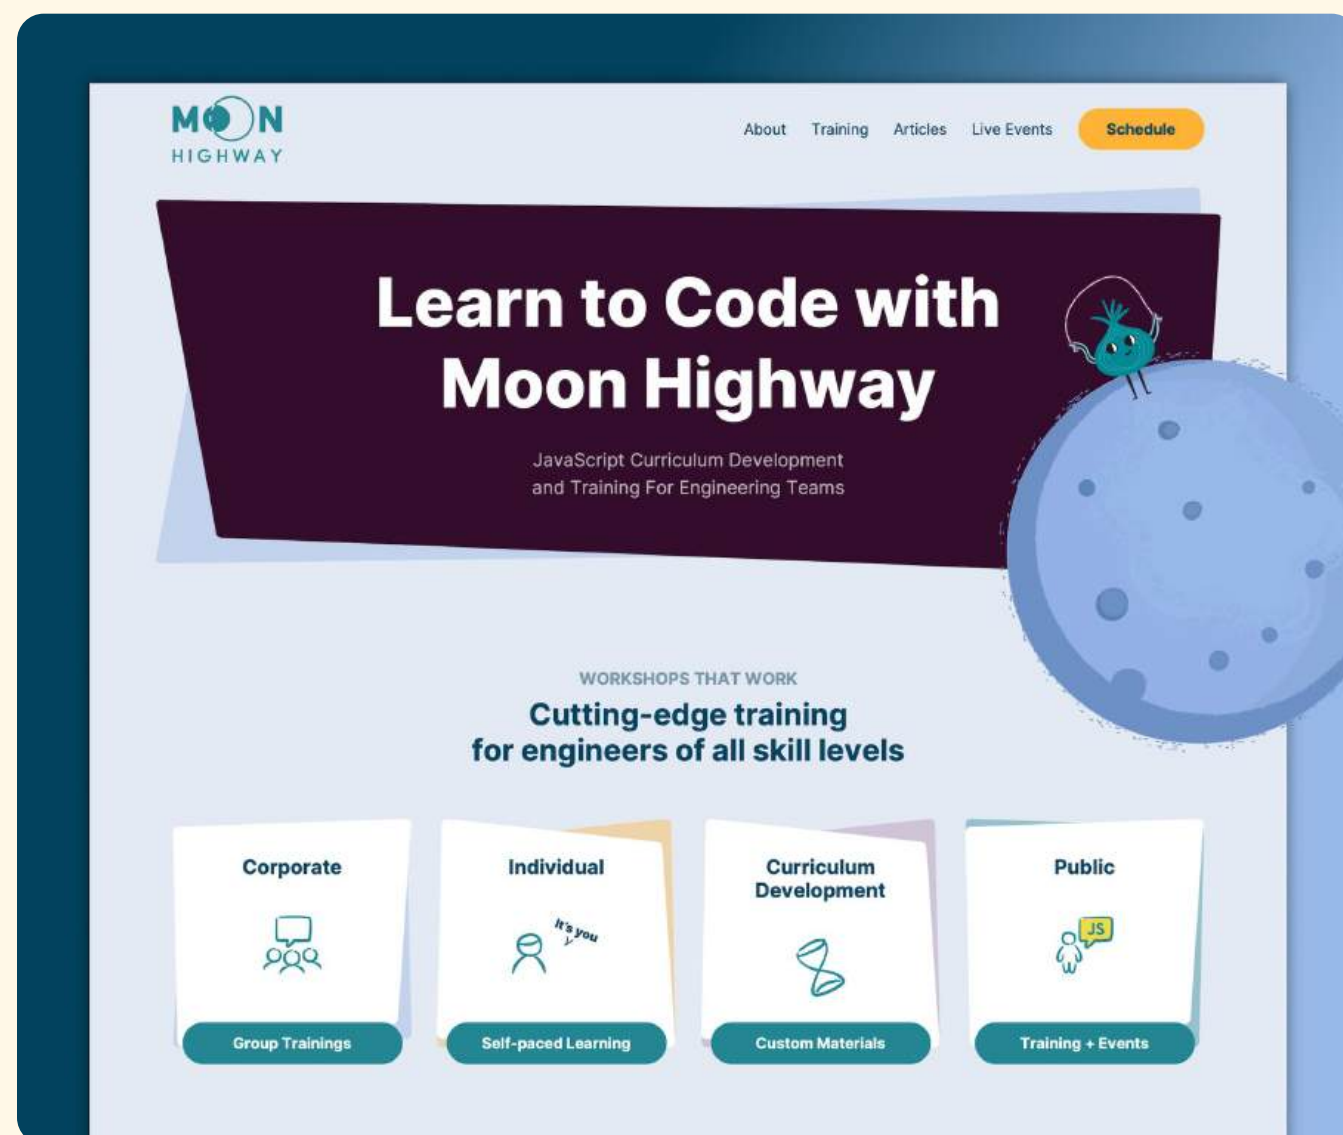 MOON
HIGHWAY
About Training Articles Live Events Schedule
Learn to Code with
Moon Highway
JavaScript Curriculum Development
and Training For Engineering Teams
WORKSHOPS THAT WORK
Cutting-edge training
for engineers of all skill levels
Corporate
Group Trainings
Individual
It's you
Self-paced Learning
Curriculum
Development
Custom Materials
Public
JS
Training + Events